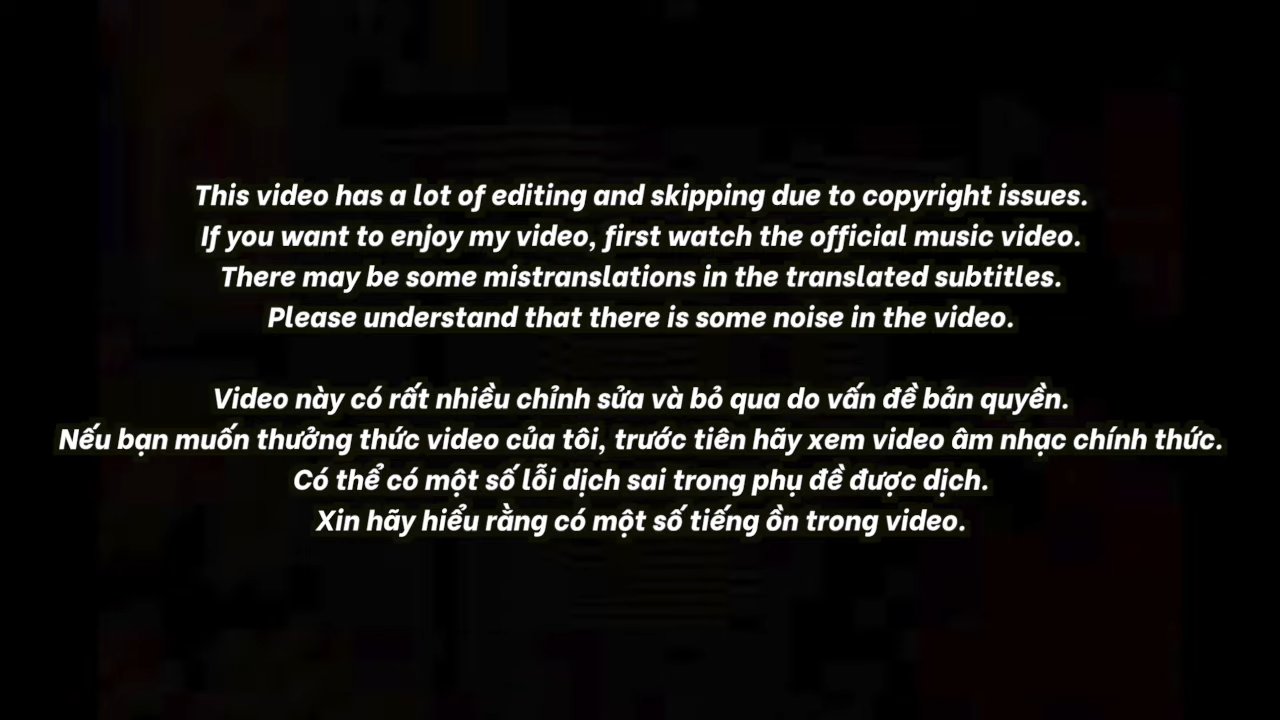 This video has a lot of editing and skipping due to copyright issues.
If you want to enjoy my video, first watch the official music video.
There may be some mistranslations in the translated subtitles.
Please understand that there is some noise in the video.
Video này có rất nhiều chỉnh sửa và bỏ qua do vấn đề bản quyền.
Nếu bạn muốn thưởng thức video của tôi, trước tiên hãy xem video âm nhạc chính thức.
Có thể có một số lỗi dịch sai trong phụ đề được dịch.
Xin hãy hiểu rằng có một số tiếng ồn trong video.